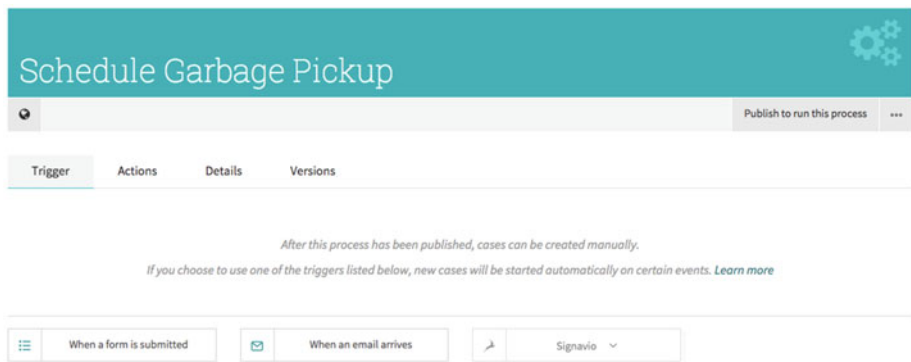 Schedule Garbage Pickup
Publish to run this process
Trigger Actions Details Versions
After this process has been published, cases can be created manually.
If you choose to use one of the triggers listed below, new cases will be started automatically on certain events. Learn more
When a form is submitted When an email arrives Signavio